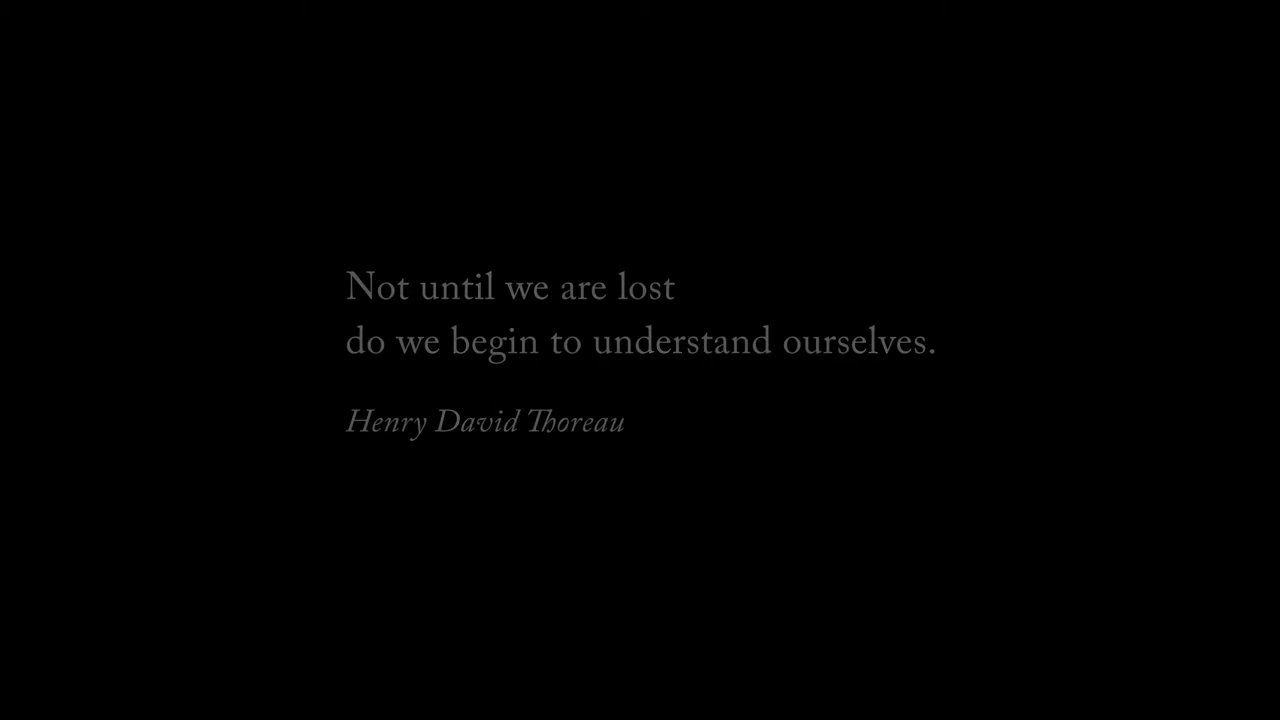 Not until we are lost
do we begin to understand ourselves.
Henry David Thoreau